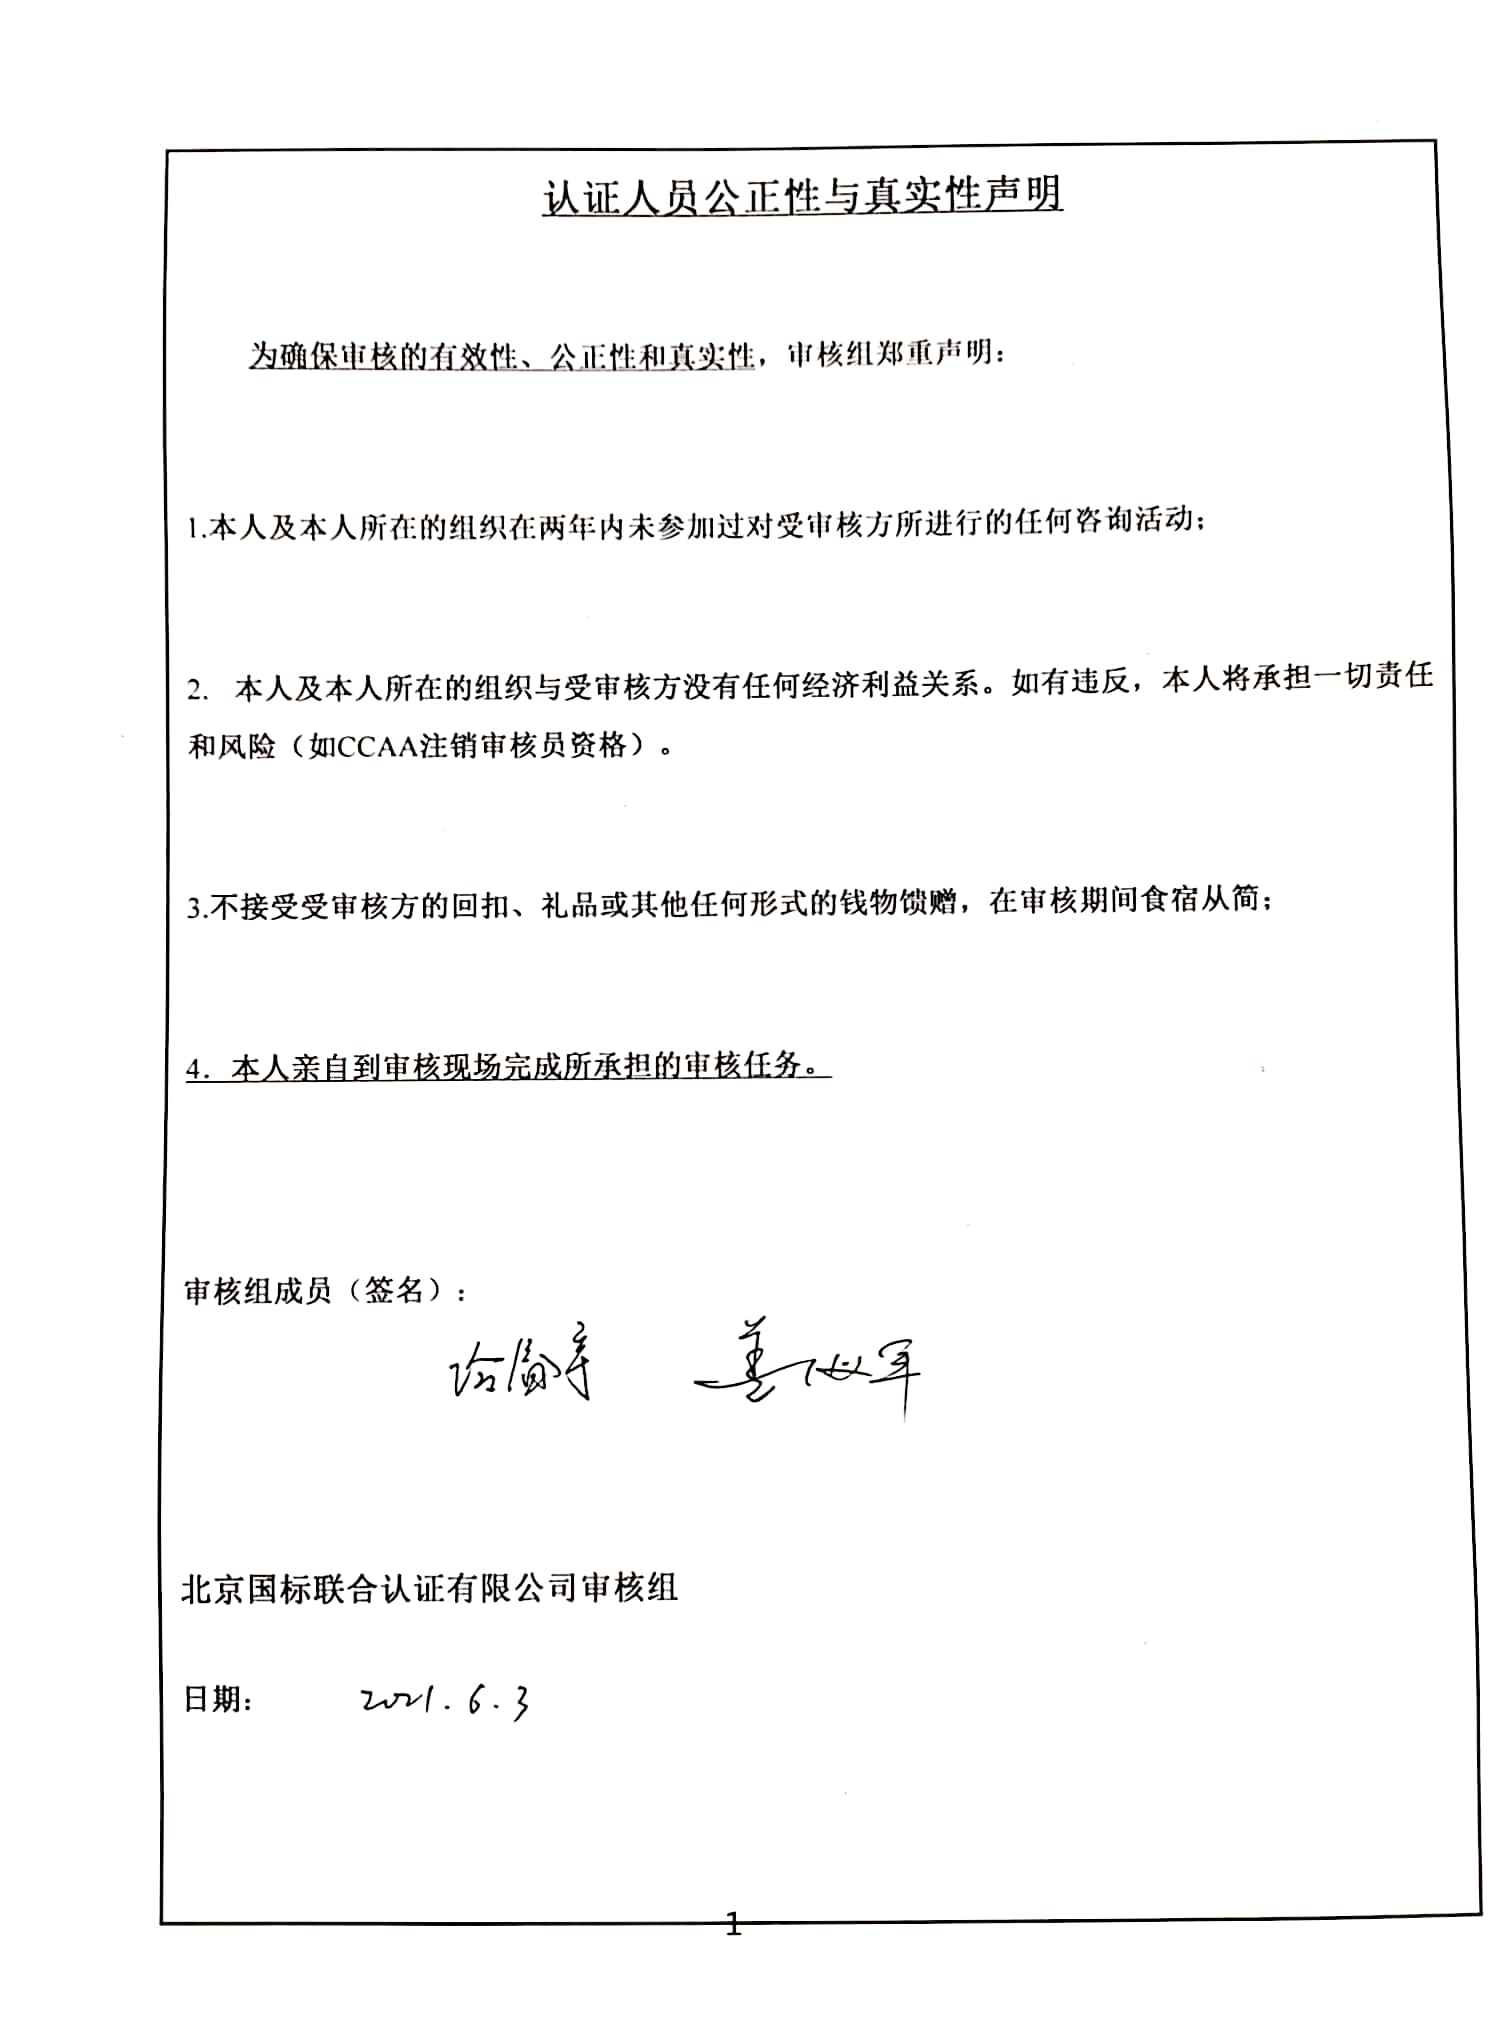 认证人员公正性与真实性声明
为确保审核的有效性、公正性和真实性，审核组郑重声明：
1.本人及本人所在的组织在两年内未参加过对受审核方所进行的任何咨询活动；
2. 本人及本人所在的组织与受审核方没有任何经济利益关系。如有违反，本人将承担一切责任
和风险（如CCAA注销审核员资格）。
3.不接受受审核方的回扣、礼品或其他任何形式的钱物馈赠，在审核期间食宿从简；
4. 本人亲自到审核现场完成所承担的审核任务。
审核组成员（签名）：
北京国标联合认证有限公司审核组
日期： 2021.6.3
1